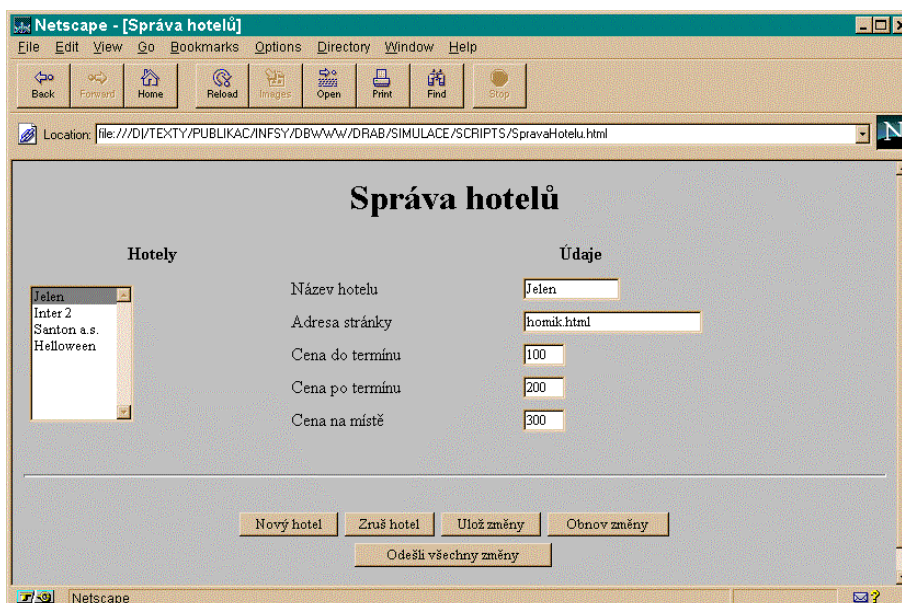 Netscape - [Správa hotelů]
File Edit View Go Bookmarks Options Directory Window Help
Back Forward Home Reload Images Open Print Find Stop
Location: file:///D|/TEXTY/PUBLIKAC/INFSY/DBWWW/DRAB/SIMULACE/SCRIPTS/SpravaHotelu.html
N
Správa hotelů
Hotely Údaje
Jelen
Inter 2
Santon a.s.
Helloween
Název hotelu Jelen
Adresa stránky homik.html
Cena do termínu 100
Cena po termínu 200
Cena na místě 300
Nový hotel Zruš hotel Ulož změny Obnov změny
Odešli všechny změny
Netscape